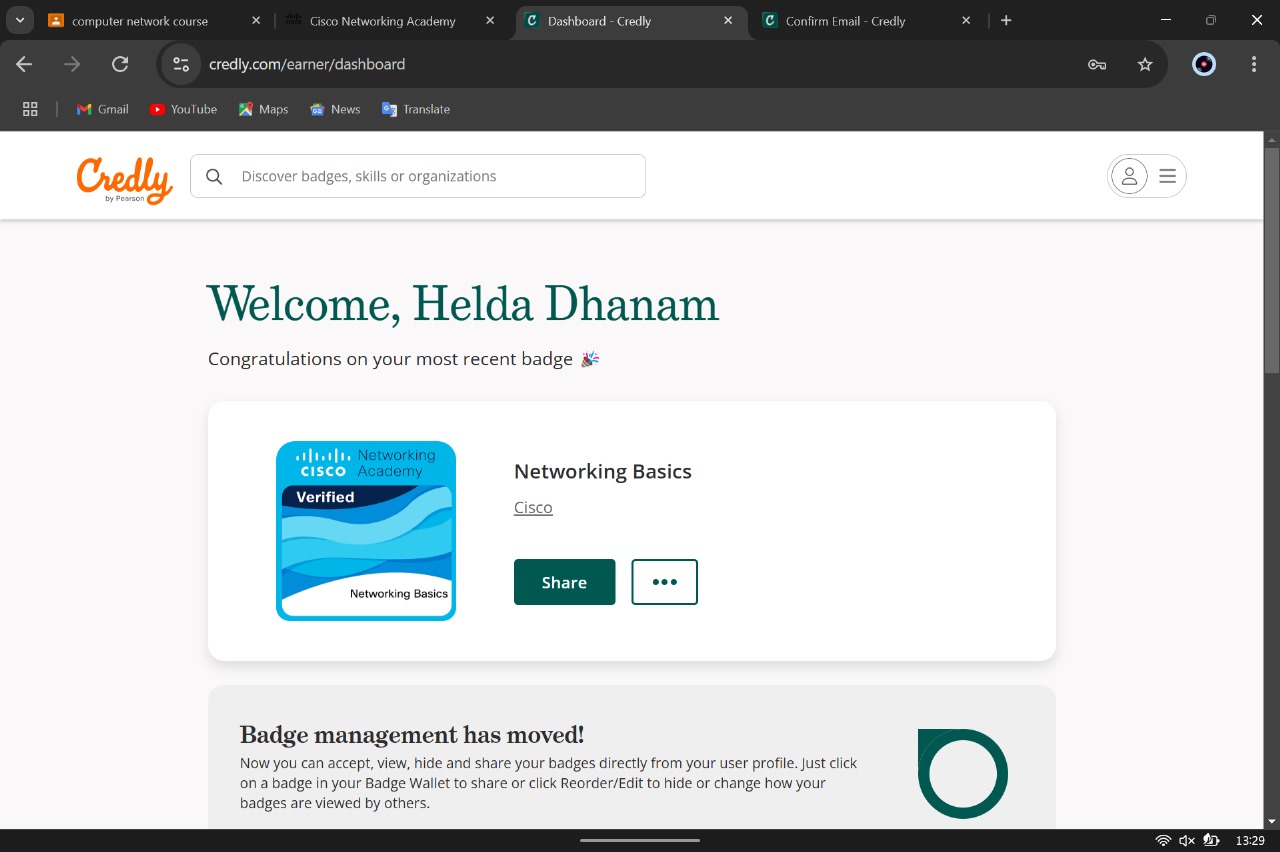 computer network course
Cisco Networking Academy
Dashboard - Credly
Confirm Email - Credly
credly.com/earner/dashboard
Gmail
YouTube
Maps
News
Translate
Credly
by Pearson
Discover badges, skills or organizations
Welcome, Helda Dhanam
Congratulations on your most recent badge
CISCO
Networking
Academy
Verified
Networking Basics
Networking Basics
Cisco
Share
Badge management has moved!
Now you can accept, view, hide and share your badges directly from your user profile. Just click
on a badge in your Badge Wallet to share or click Reorder/Edit to hide or change how your
badges are viewed by others.
13:29